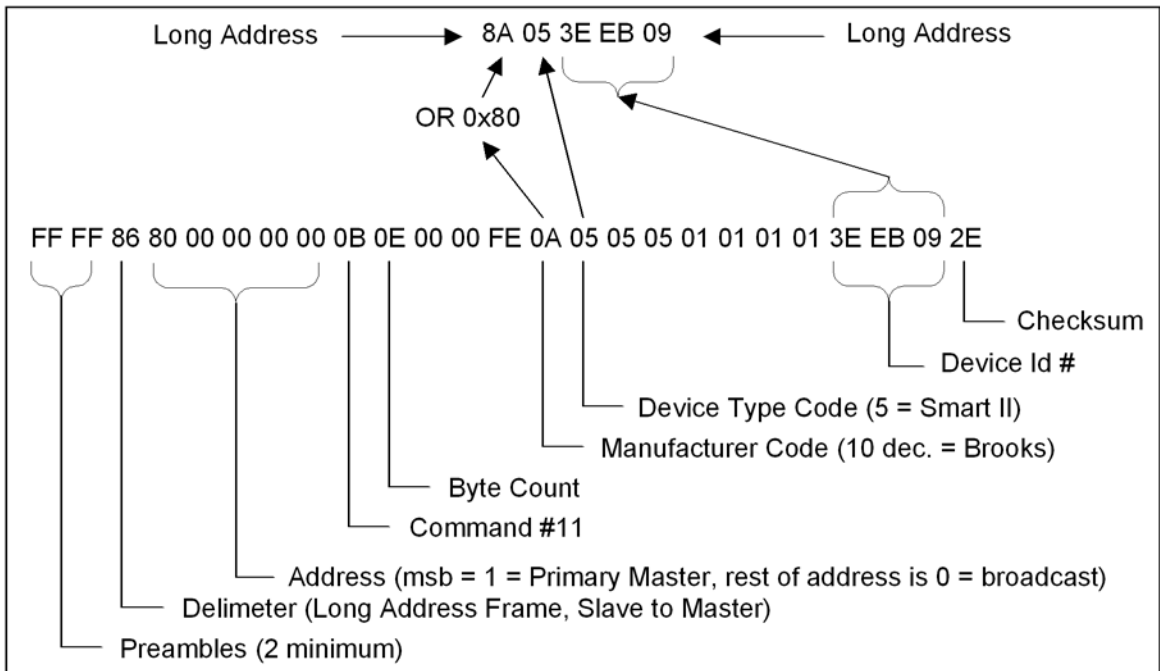 Long Address 8A 05 3E EB 09 Long Address
OR 0x80
FF FF 86 80 00 00 00 00 0B 0E 00 00 FE 0A 05 05 05 01 01 01 01 3E EB 09 2E
Checksum
Device Id #
Device Type Code (5 = Smart II)
Manufacturer Code (10 dec. = Brooks)
Byte Count
Command #11
Address (msb = 1 = Primary Master, rest of address is 0 = broadcast)
Delimeter (Long Address Frame, Slave to Master)
Preambles (2 minimum)